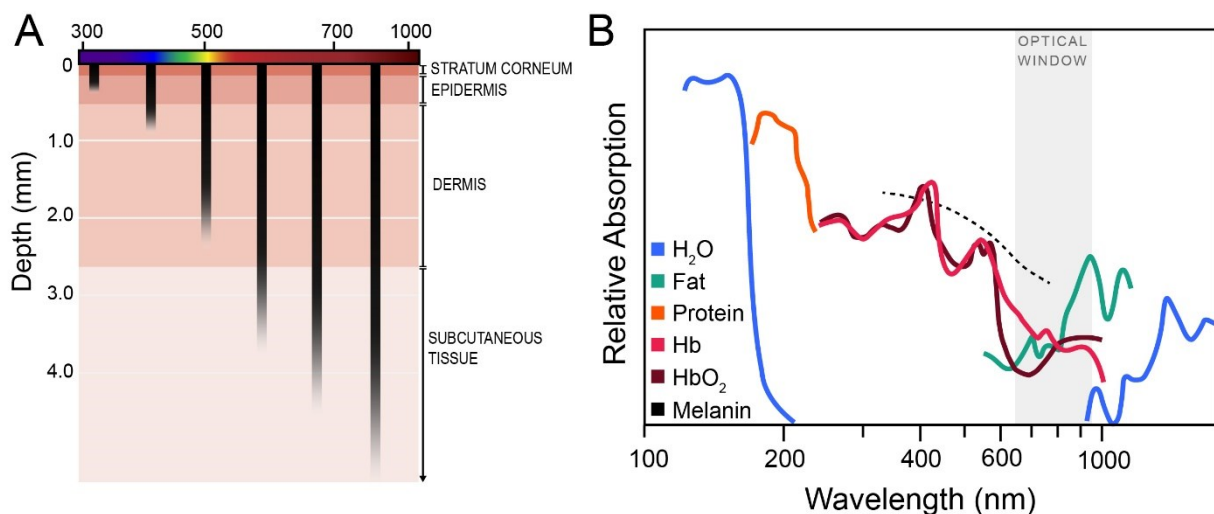 A
300 500 700 1000
0
1.0
2.0
3.0
4.0
Depth (mm)
STRATUM CORNEUM
EPIDERMIS
DERMIS
SUBCUTANEOUS
TISSUE
B
OPTICAL
WINDOW
Relative Absorption
H₂O
Fat
Protein
Hb
HbO₂
Melanin
100 200 400 600 1000
Wavelength (nm)